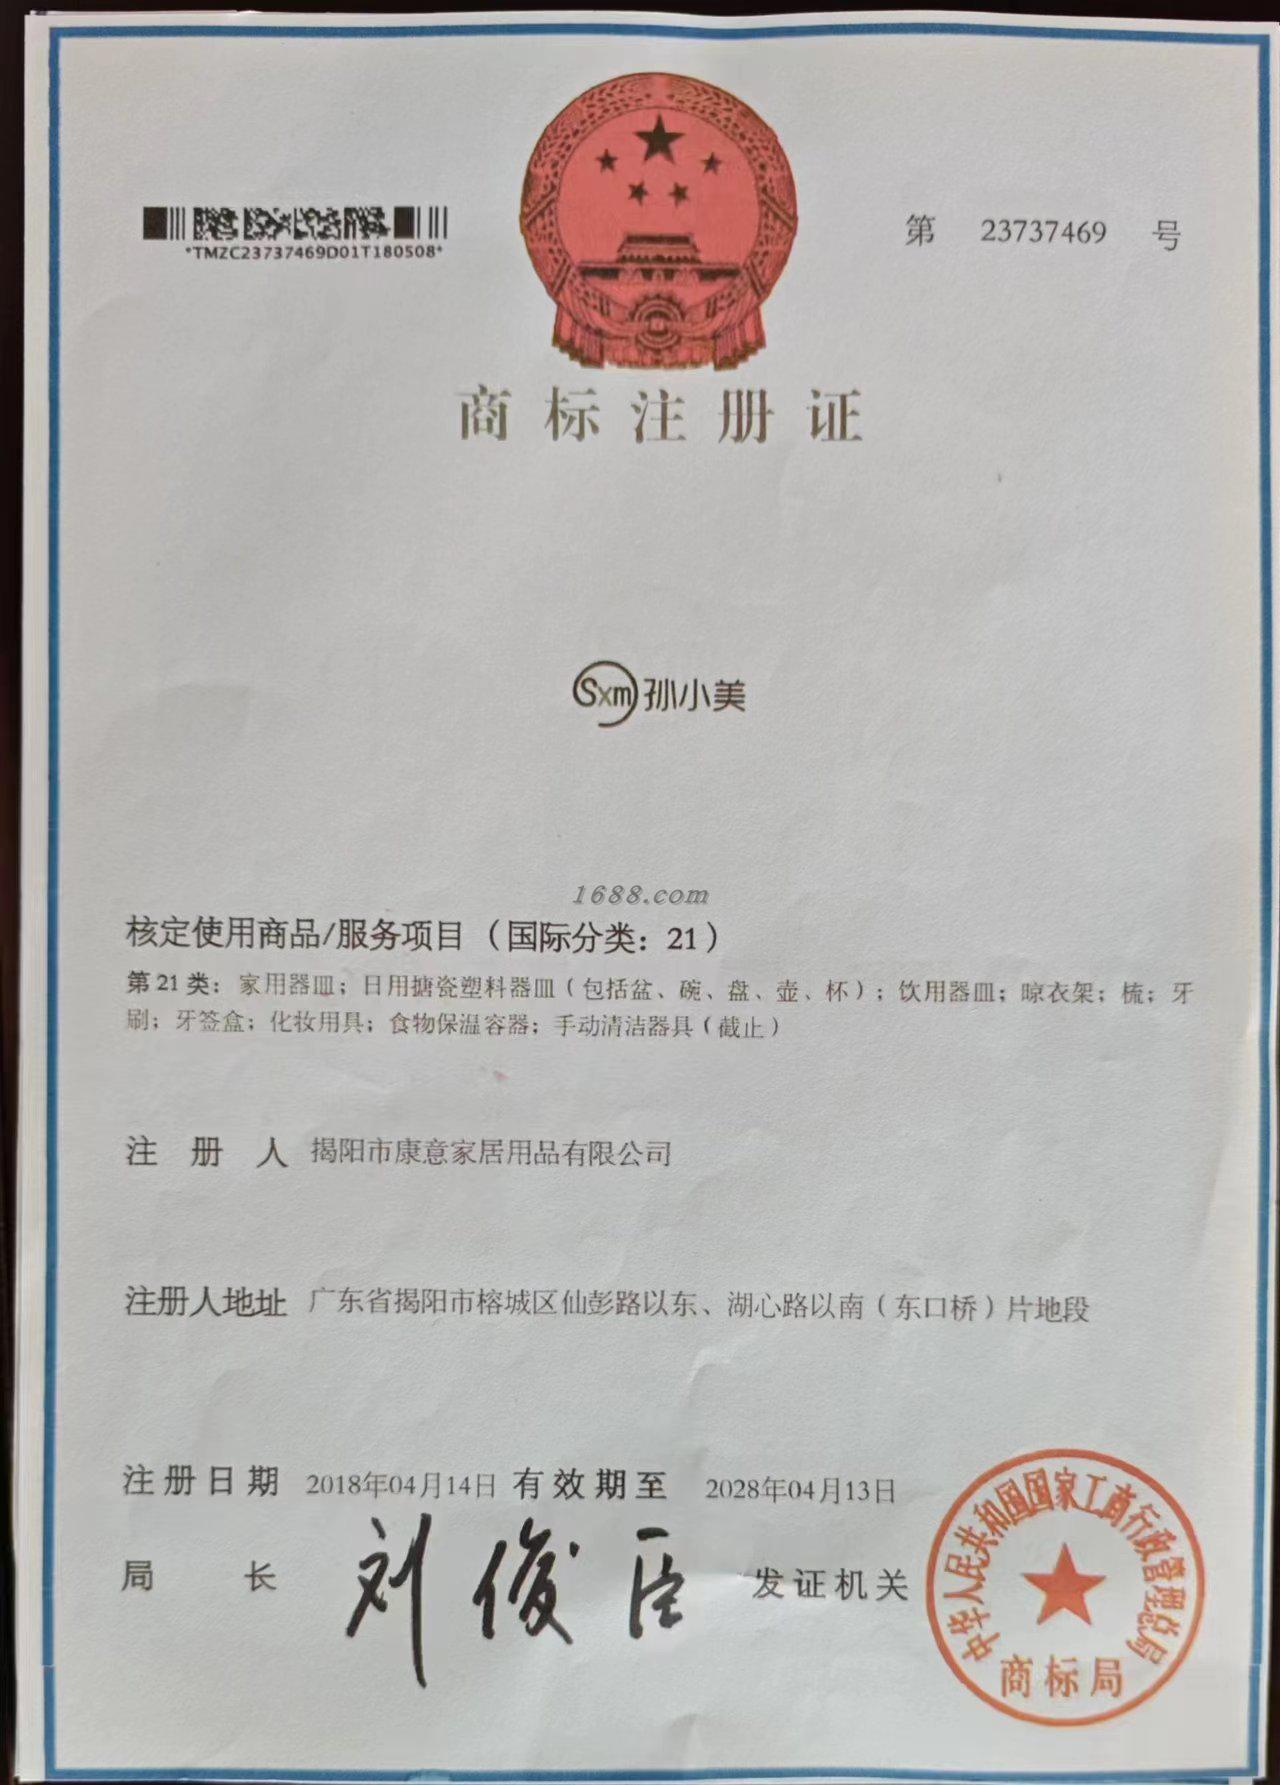 *TMZC23737469D01T180508*
第 23737469 号
商标注册证
Sxm 孙小美
1688.com
核定使用商品/服务项目（国际分类：21）
第21类：家用器皿；日用搪瓷塑料器皿（包括盆、碗、盘、壶、杯）；饮用器皿；晾衣架；梳；牙
刷；牙签盒；化妆用具；食物保温容器；手动清洁器具（截止）
注册人 揭阳市康意家居用品有限公司
注册人地址 广东省揭阳市榕城区仙彭路以东、湖心路以南（东口桥）片地段
注册日期 2018年04月14日 有效期至 2028年04月13日
局长 刘俊臣 发证机关
中华人民共和国国家工商行政管理总局
商标局